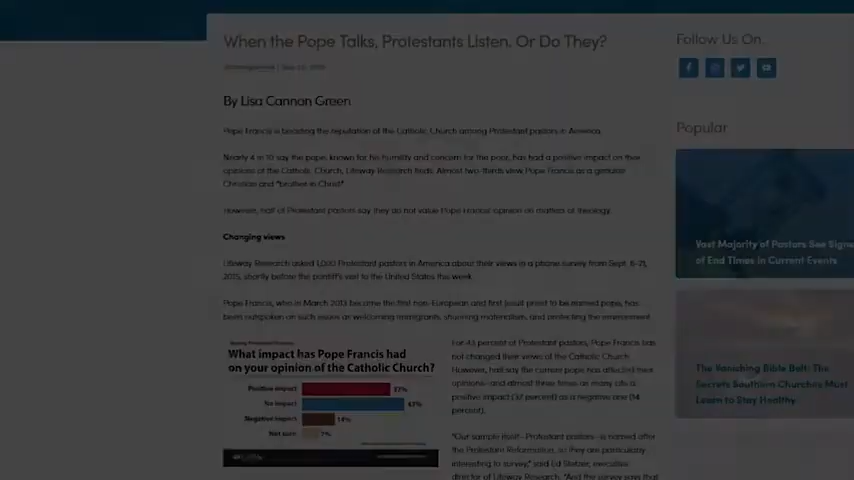 When the Pope Talks, Protestants Listen. Or Do They?
By Lisa Cannon Green
Pope Francis is boosting the reputation of the Catholic Church among Protestant pastors in America.
Nearly 4 in 10 say the pope, known for his humility and concern for the poor, has had a positive impact on their
opinions of the Catholic Church, Lifeway Research finds. Almost two-thirds view Pope Francis as a genuine
Christian and "brother in Christ."
However, half of Protestant pastors say they do not value Pope Francis' opinion on matters of theology.
Changing views
Lifeway Research asked 1,000 Protestant pastors in America about their views in a phone survey from Sept. 8-21,
2015, shortly before the pontiff's visit to the United States this week.
Pope Francis, who in March 2013 became the first non-European and first Jesuit priest to be named pope, has
been outspoken on such issues as welcoming immigrants, shunning materialism, and protecting the environment.
What impact has Pope Francis had
on your opinion of the Catholic Church?
Positive impact 37%
No impact 43%
Negative impact 14%
Not sure
For 43 percent of Protestant pastors, Pope Francis has
not changed their views of the Catholic Church.
However, half say the current pope has affected their
opinions—and almost three times as many cite a
positive impact (37 percent) as a negative one (14
percent).
"Our sample itself—Protestant pastors—is named after
the Protestant Reformation, so they are particularly
interesting to survey," said Ed Stetzer, executive
director of Lifeway Research. "And the survey says that
Follow Us On
Popular
Vast Majority of Pastors See Signs
of End Times in Current Events
The Vanishing Bible Belt: The
Secrets Southern Churches Must
Learn to Stay Healthy